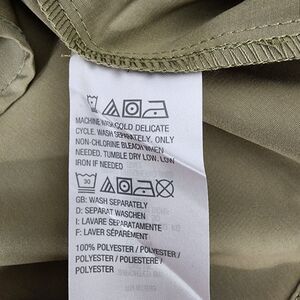 MACHINE WASH COLD DELICATE
CYCLE. WASH SEPARATELY, ONLY
NON-CHLORINE BLEACH WHEN
NEEDED, TUMBLE DRY LOW. LOW
IRON IF NEEDED
30
GB: WASH SEPARATELY
D: SEPARAT WASCHEN
I: LAVARE SEPARATAMENTE
F: LAVER SÉPARÉMENT
100% POLYESTER / POLYESTER /
POLYESTER / POLIESTERE /
POLYESTER